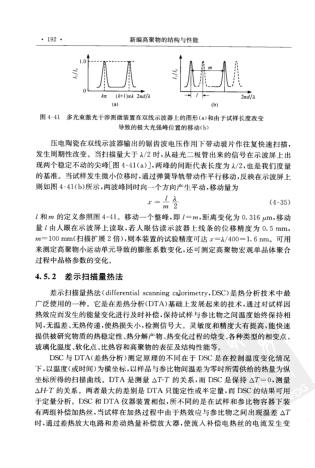 · 192 ·
新编高聚物的结构与性能
I_t/I_i
1.0
0
kπ
(k+1)π
2nd/λ
(a)
I_t/I_i
m
l
2nd/λ
(b)
图 4-41 多光束激光干涉测微装置在双线示波器上的图形(a)和由于试样长度改变
导致的极大光强峰位置的移动(b)
压电陶瓷在双线示波器输出的锯齿波电压作用下带动玻片作往复快速扫描,
发生周期性改变。当扫描量大于λ/2时,从硅光二极管出来的信号在示波屏上出
现两个稳定不动的尖峰[图 4-41(a)],两峰的间距代表长度为λ/2,也是我们度量
的基准。当试样发生微小位移时,通过弹簧导轨带动作平行移动,反映在示波屏上
则如图 4-41(b)所示,两波峰同时向一个方向产生平动,移动量为
x = l/m λ/2 (4-35)
l 和 m 的定义参照图 4-41。移动一个整峰,即 l=m,距离变化为 0.316 μm,移动
量 l 由人眼在示波屏上读取,若人眼估读示波器上线条的位移精度为 0.5 mm,
m=100 mm(扫描扩展 2 倍),则本装置的试验精度可达 x=λ/400=1.6 nm。可用
来测定高聚物小运动单元导致的膨胀系数变化,还可测定高聚物宏观单晶体聚合
过程中晶格参数的变化。
4.5.2 差示扫描量热法
差示扫描量热法(differential scanning calorimetry,DSC)是热分析技术中最
广泛使用的一种。它是在差热分析(DTA)基础上发展起来的技术,通过对试样因
热效应而发生的能量变化进行及时补偿,保持试样与参比物之间温度始终保持相
同,无温差、无热传递,使热损失小,检测信号大。灵敏度和精度大有提高,能快速
提供被研究物质的热稳定性、热分解产物、热变化过程的焓变、各种类型的相变点、
玻璃化温度、软化点、比热容和高聚物的表征及结构性能等。
DSC 与 DTA(差热分析)测定原理的不同在于 DSC 是在控制温度变化情况
下,以温度(或时间)为横坐标,以样品与参比物间温差为零时所需供给的热量为纵
坐标所得的扫描曲线。DTA 是测量 ΔT-T 的关系,而 DSC 是保持 ΔT=0,测量
ΔH-T 的关系。两者最大的差别是 DTA 只能定性或半定量,而 DSC 的结果可用
于定量分析。DSC 和 DTA 仪器装置相似,所不同的是在试样和参比物容器下装
有两组补偿加热丝,当试样在加热过程中由于热效应与参比物之间出现温差 ΔT
时,通过差热放大电路和差动热量补偿放大器,使流入补偿电热丝的电流发生变